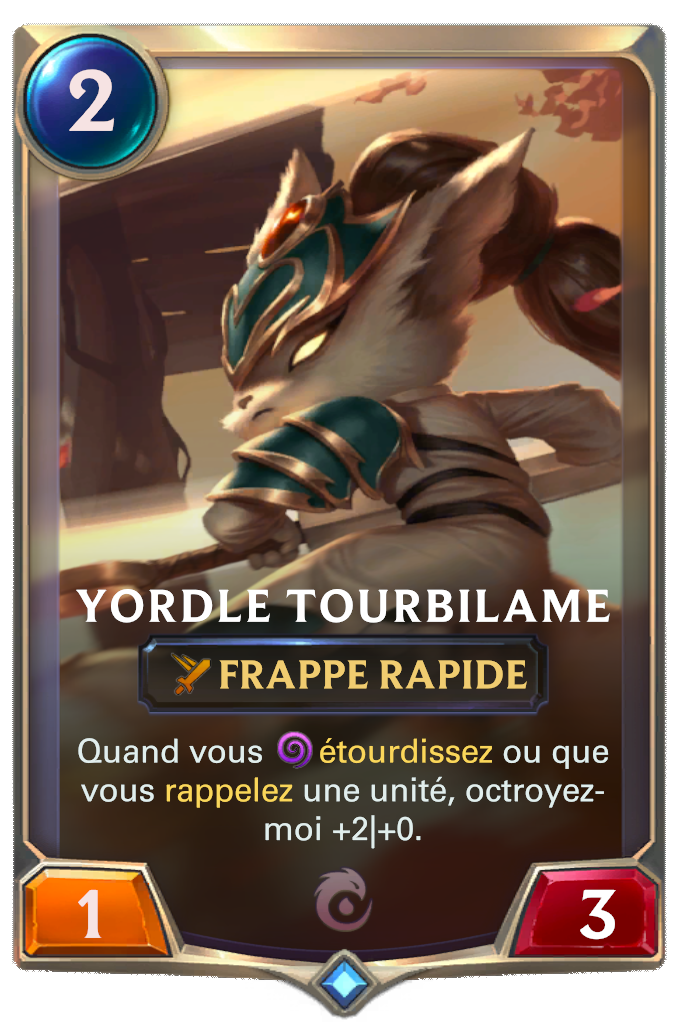 2
YORDLE TOURBILAME
FRAPPE RAPIDE
Quand vous étourdissez ou que
vous rappelez une unité, octroyez-
moi +2|+0.
1
3